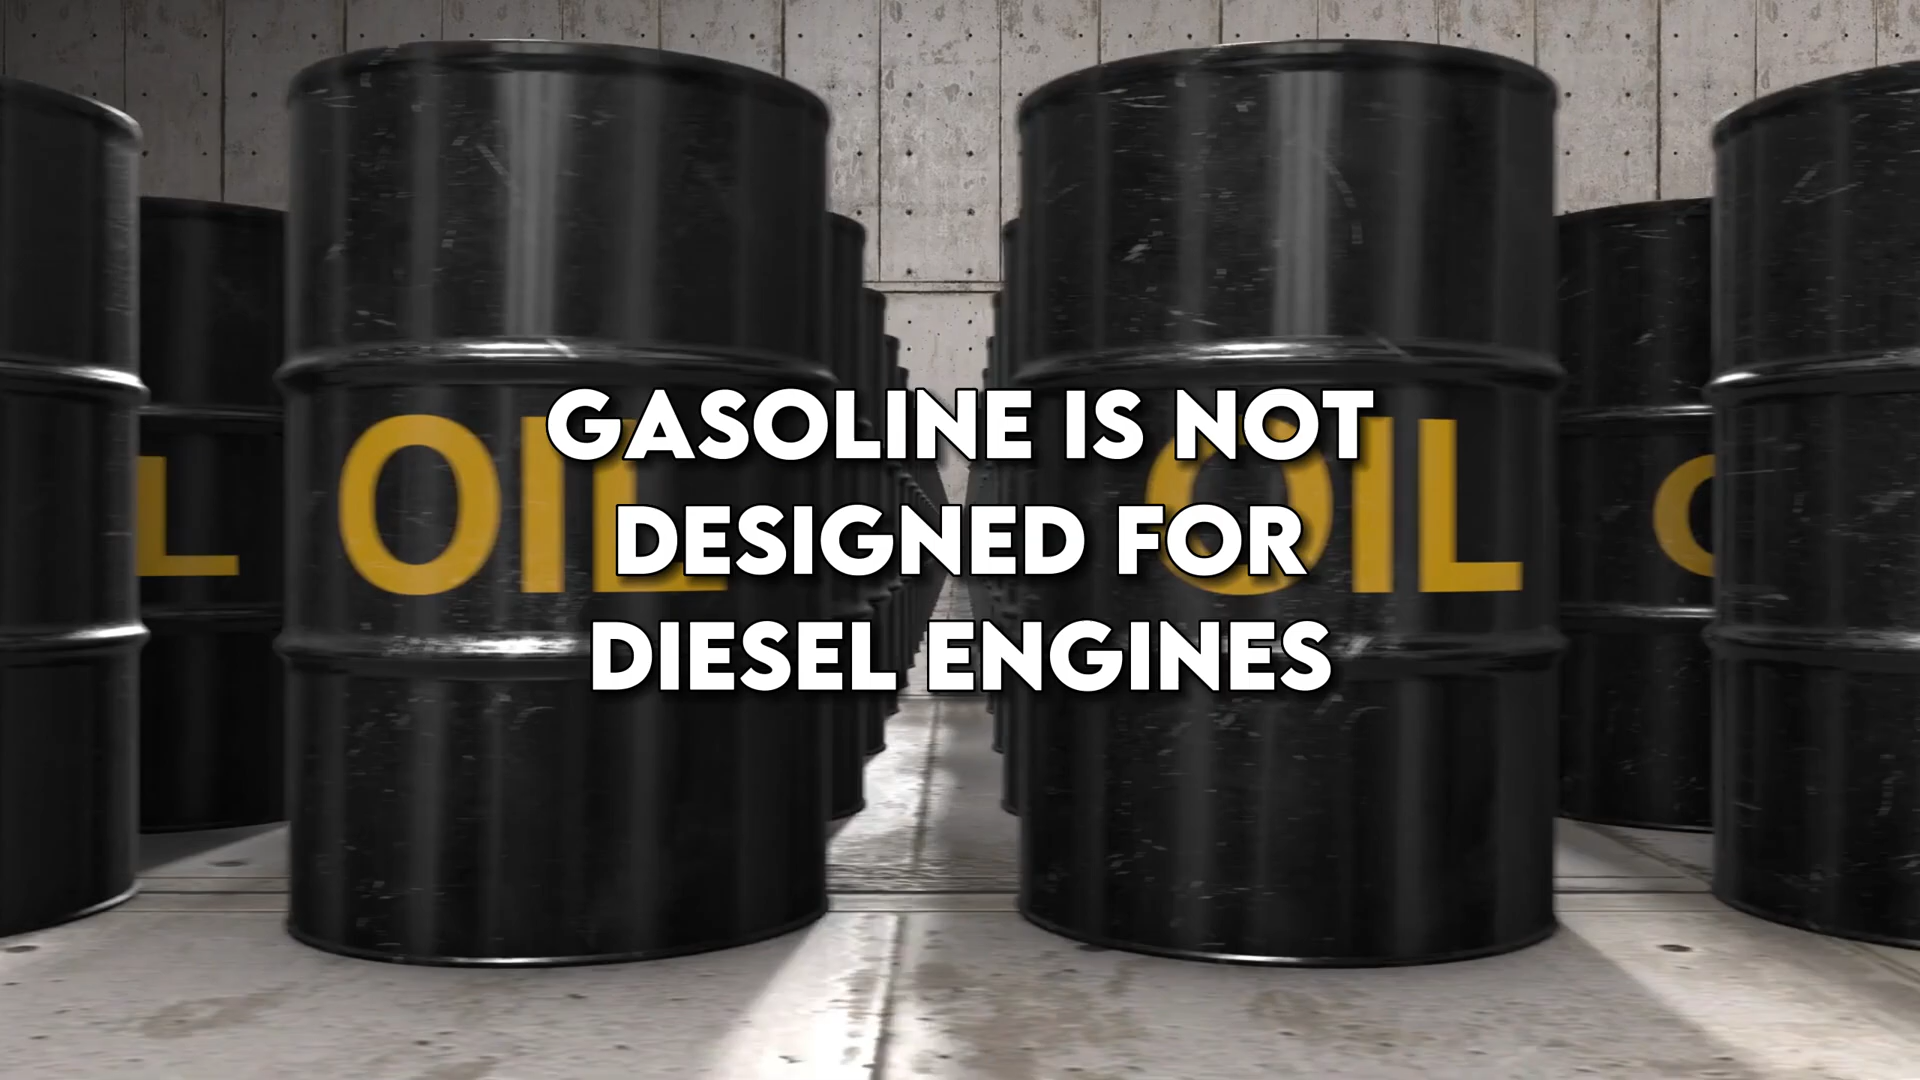 GASOLINE IS NOT
DESIGNED FOR
DIESEL ENGINES
L OIL OIL O